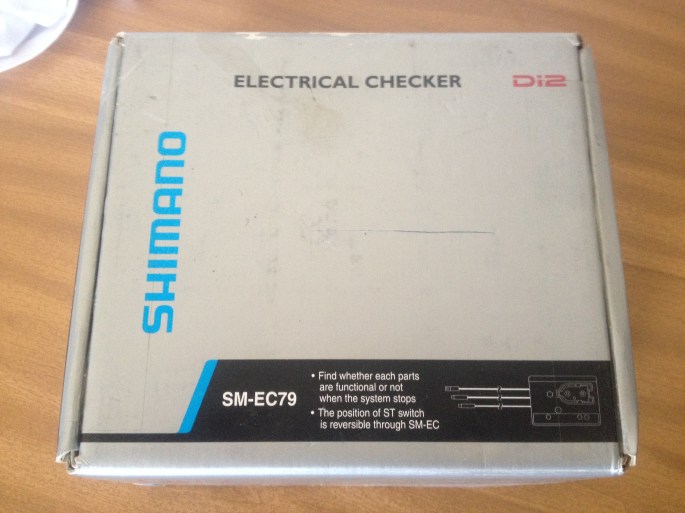 ELECTRICAL CHECKER Di2
SHIMANO
SM-EC79
• Find whether each parts
are functional or not
when the system stops
• The position of ST switch
is reversible through SM-EC